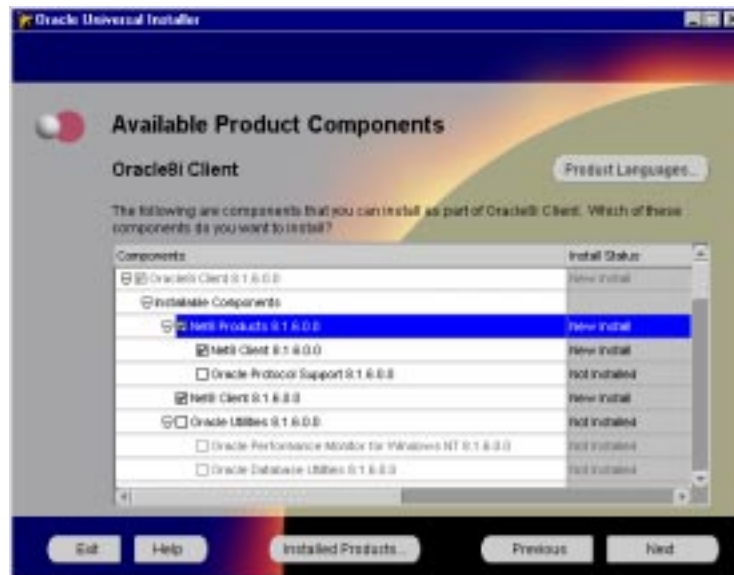 Oracle Universal Installer
Available Product Components
Oracle8i Client
Product Languages...
The following are components that you can install as part of Oracle8i Client. Which of these
components do you want to install?
Components Install Status
Oracle8i Client 8.1.6.0.0 New Install
Installable Components
Net8 Products 8.1.6.0.0 New Install
Net8 Client 8.1.6.0.0 New Install
Oracle Protocol Support 8.1.6.0.0 Not Installed
Net8 Client 8.1.6.0.0 New Install
Oracle Utilities 8.1.6.0.0 Not Installed
Oracle Performance Monitor for Windows NT 8.1.6.0.0 Not Installed
Oracle Database Utilities 8.1.6.0.0 Not Installed
Exit Help Installed Products... Previous Next